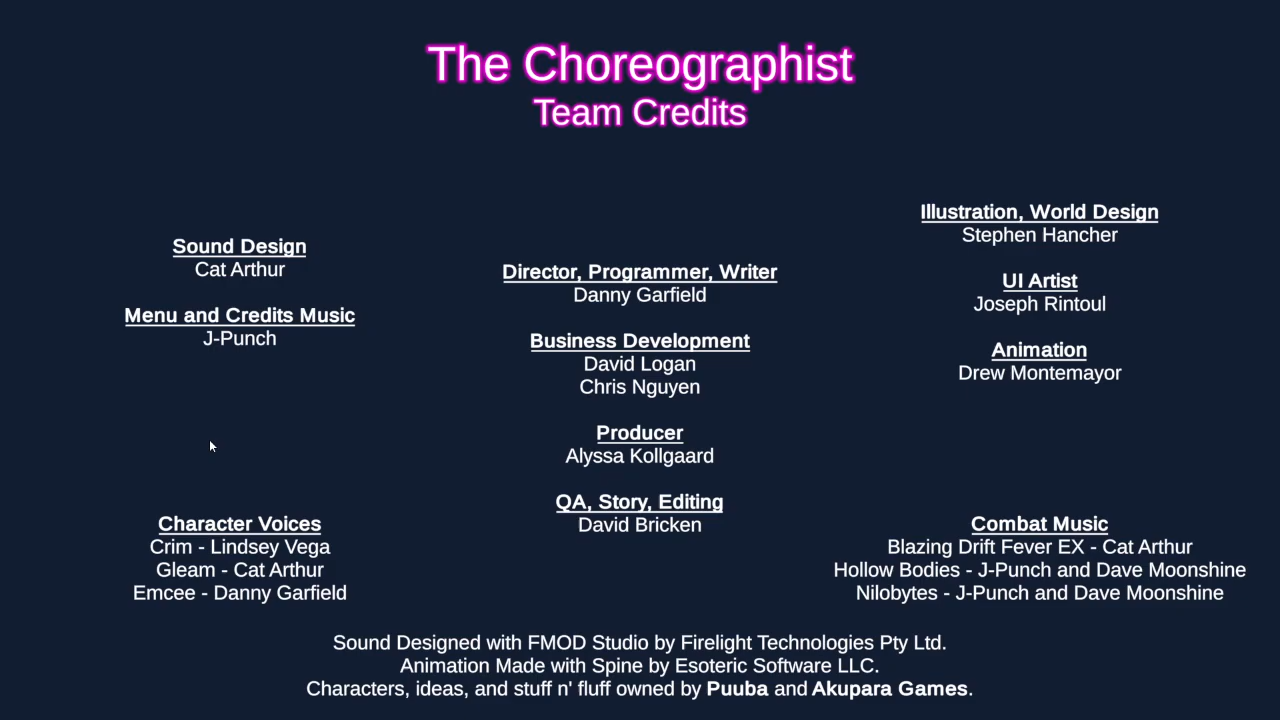 The Choreographist
Team Credits
Sound Design
Cat Arthur
Menu and Credits Music
J-Punch
Character Voices
Crim - Lindsey Vega
Gleam - Cat Arthur
Emcee - Danny Garfield
Director, Programmer, Writer
Danny Garfield
Business Development
David Logan
Chris Nguyen
Producer
Alyssa Kollgaard
QA, Story, Editing
David Bricken
Illustration, World Design
Stephen Hancher
UI Artist
Joseph Rintoul
Animation
Drew Montemayor
Combat Music
Blazing Drift Fever EX - Cat Arthur
Hollow Bodies - J-Punch and Dave Moonshine
Nilobytes - J-Punch and Dave Moonshine
Sound Designed with FMOD Studio by Firelight Technologies Pty Ltd.
Animation Made with Spine by Esoteric Software LLC.
Characters, ideas, and stuff n' fluff owned by Puuba and Akupara Games.